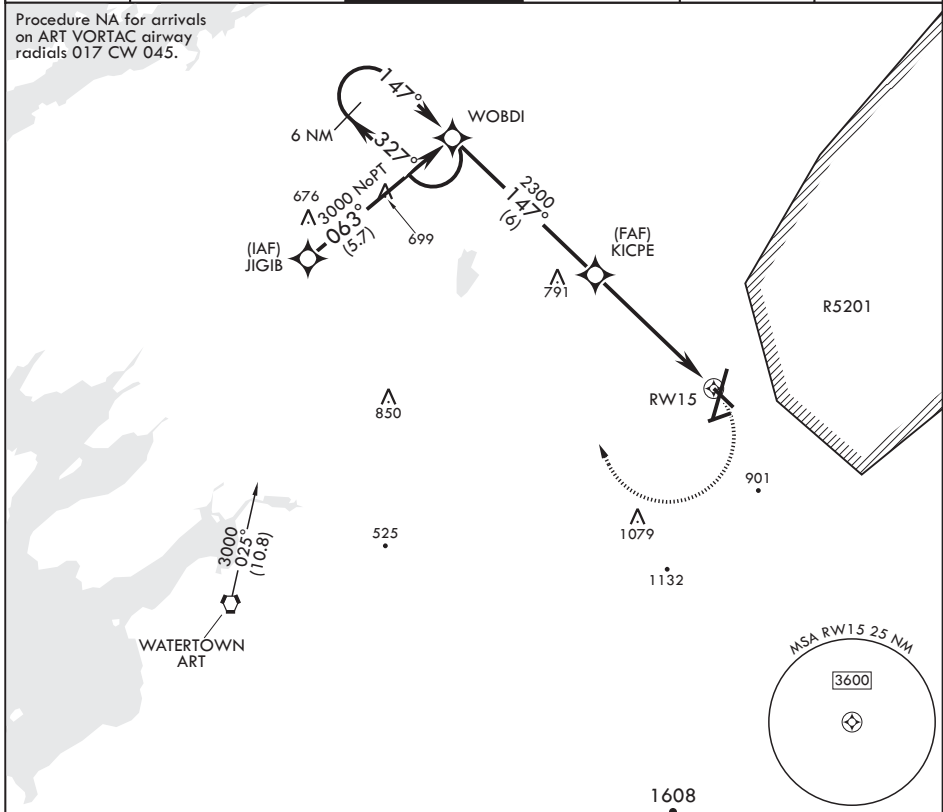 Procedure NA for arrivals
on ART VORTAC airway
radials 017 CW 045.
147°
WOBDI
6 NM
327°
3000 NoPT
063°
(5.7)
676
699
(IAF)
JIGIB
2300
147°
(6)
(FAF)
KICPE
791
R5201
RW15
850
901
1079
525
1132
3000
025°
(10.8)
WATERTOWN
ART
MSA RW15 25 NM
3600
1608